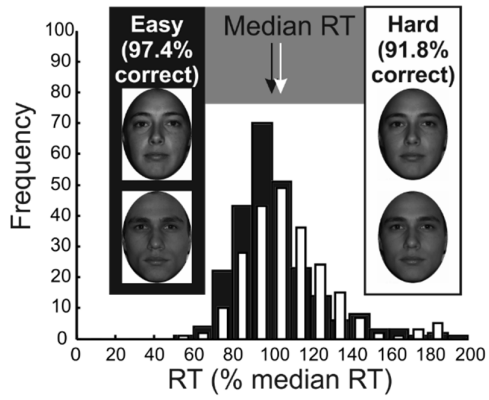 Easy
(97.4%
correct)
Median RT
Hard
(91.8%
correct)
Frequency
100
90
80
70
60
50
40
30
20
10
0
0 20 40 60 80 100 120 140 160 180 200
RT (% median RT)